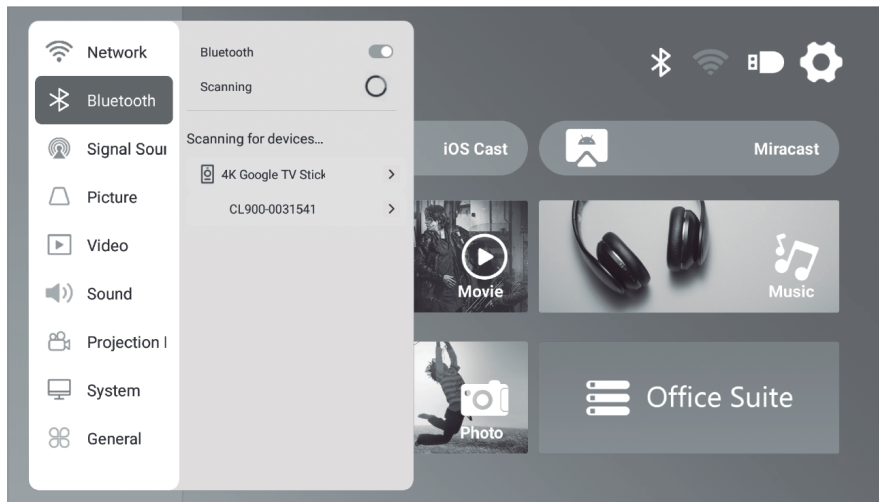 Network
Bluetooth
Signal Sour
Picture
Video
Sound
Projection
System
General
Bluetooth
Scanning
Scanning for devices...
4K Google TV Stick
CL900-0031541
iOS Cast
Miracast
Movie
Music
Photo
Office Suite